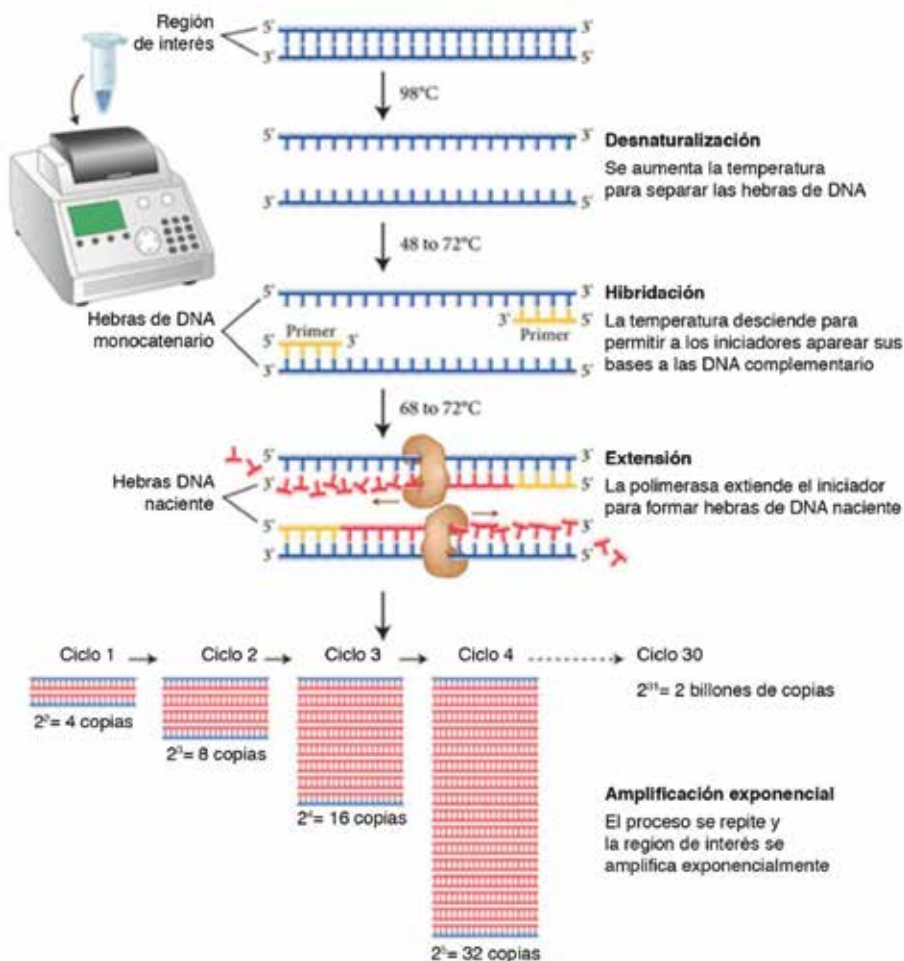 Región
de interés
5'
3'
3'
5'
98°C
5'
3'
3'
5'
Desnaturalización
Se aumenta la temperatura
para separar las hebras de DNA
48 to 72°C
Hebras de DNA
monocatenario
5'
3'
3'
Primer
5'
5'
Primer
3'
3'
5'
Hibridación
La temperatura desciende para
permitir a los iniciadores aparear sus
bases a las DNA complementario
68 to 72°C
Hebras DNA
naciente
5'
3'
3'
5'
5'
3'
3'
5'
Extensión
La polimerasa extiende el iniciador
para formar hebras de DNA naciente
Ciclo 1
Ciclo 2
Ciclo 3
Ciclo 4
Ciclo 30
2²= 4 copias
2³= 8 copias
2⁴= 16 copias
2⁵= 32 copias
2³¹= 2 billones de copias
Amplificación exponencial
El proceso se repite y
la region de interés se
amplifica exponencialmente